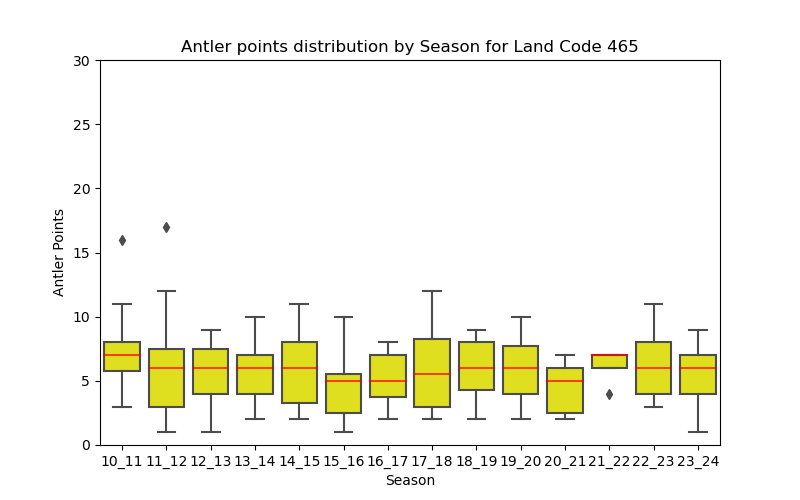 Antler points distribution by Season for Land Code 465
30
25
20
15
10
5
0
Antler Points
10_11 11_12 12_13 13_14 14_15 15_16 16_17 17_18 18_19 19_20 20_21 21_22 22_23 23_24
Season